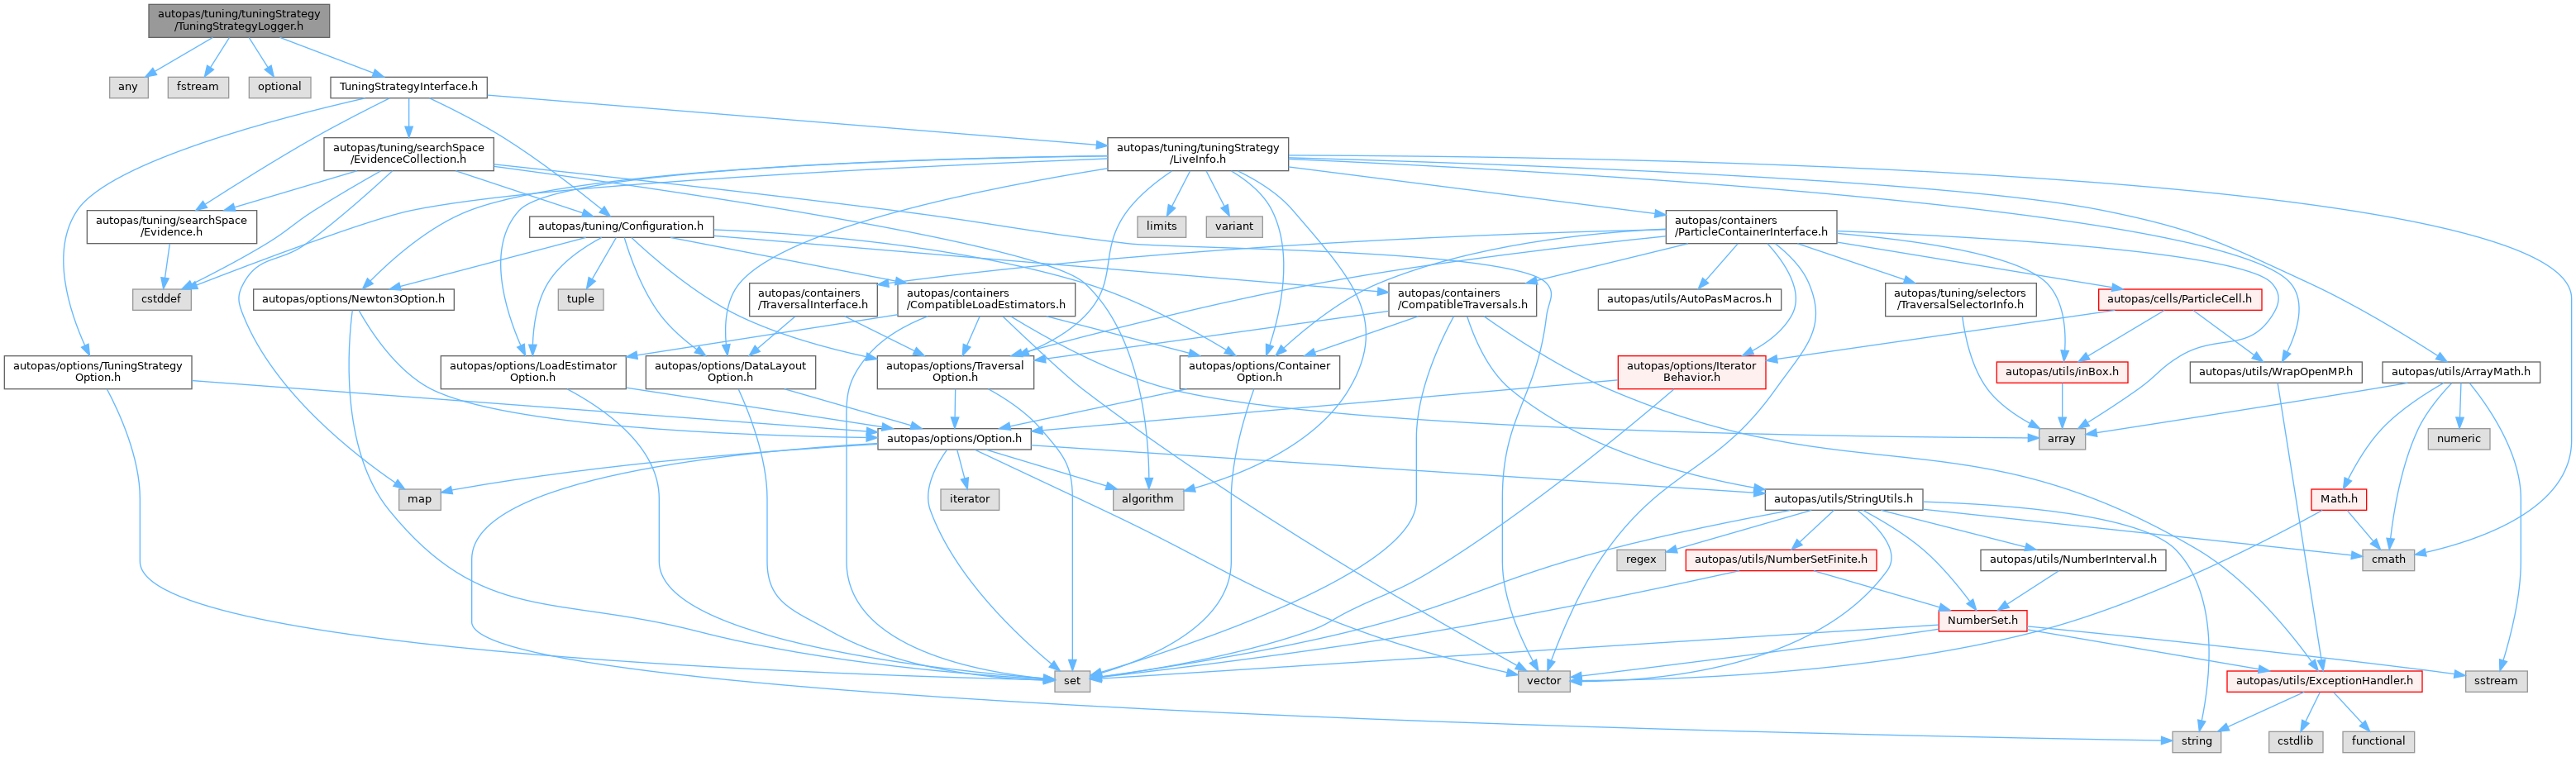 autopas/tuning/tuningStrategy
/TuningStrategyLogger.h
any
fstream
optional
TuningStrategyInterface.h
autopas/tuning/searchSpace
/EvidenceCollection.h
autopas/tuning/tuningStrategy
/LiveInfo.h
autopas/tuning/searchSpace
/Evidence.h
autopas/tuning/Configuration.h
limits
variant
autopas/containers
/ParticleContainerInterface.h
cstddef
autopas/options/Newton3Option.h
tuple
autopas/containers
/TraversalInterface.h
autopas/containers
/CompatibleLoadEstimators.h
autopas/containers
/CompatibleTraversals.h
autopas/utils/AutoPasMacros.h
autopas/tuning/selectors
/TraversalSelectorInfo.h
autopas/cells/ParticleCell.h
autopas/options/TuningStrategy
Option.h
autopas/options/LoadEstimator
Option.h
autopas/options/DataLayout
Option.h
autopas/options/Traversal
Option.h
autopas/options/Container
Option.h
autopas/options/Iterator
Behavior.h
autopas/utils/inBox.h
autopas/utils/WrapOpenMP.h
autopas/utils/ArrayMath.h
autopas/options/Option.h
array
numeric
map
iterator
algorithm
autopas/utils/StringUtils.h
Math.h
regex
autopas/utils/NumberSetFinite.h
autopas/utils/NumberInterval.h
cmath
NumberSet.h
set
vector
autopas/utils/ExceptionHandler.h
sstream
string
cstdlib
functional